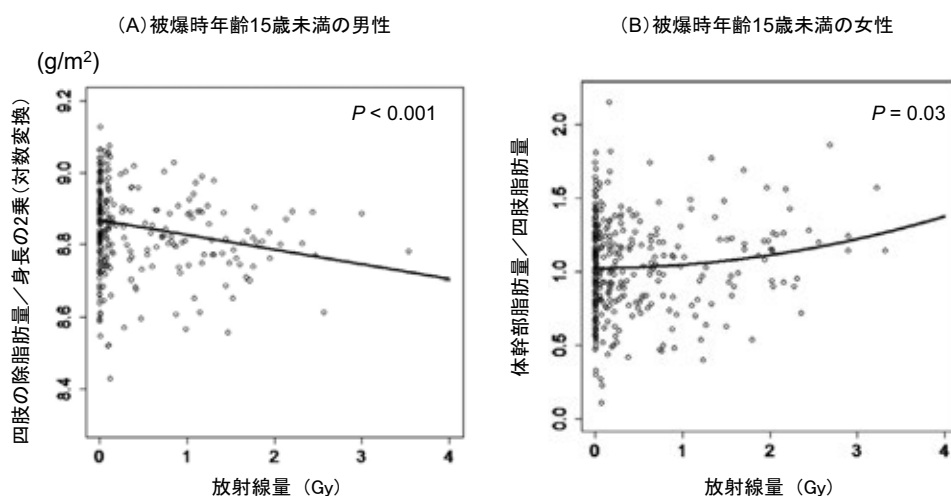 (A)被爆時年齢15歳未満の男性
(g/m²)
四肢の除脂肪量／身長の2乗(対数変換)
9.2
9.0
8.8
8.6
8.4
P < 0.001
0 1 2 3 4
放射線量 (Gy)
(B)被爆時年齢15歳未満の女性
体幹部脂肪量／四肢脂肪量
2.0
1.5
1.0
0.5
0.0
P = 0.03
0 1 2 3 4
放射線量 (Gy)